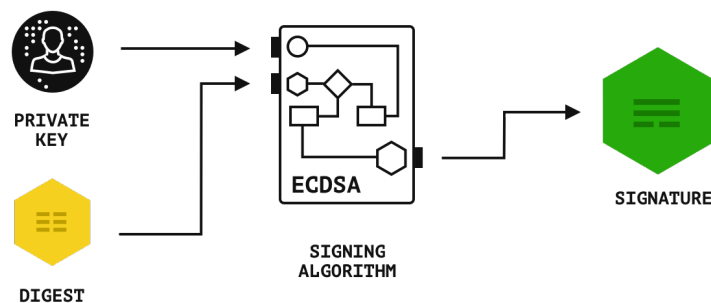 PRIVATE
KEY
DIGEST
ECDSA
SIGNING
ALGORITHM
SIGNATURE